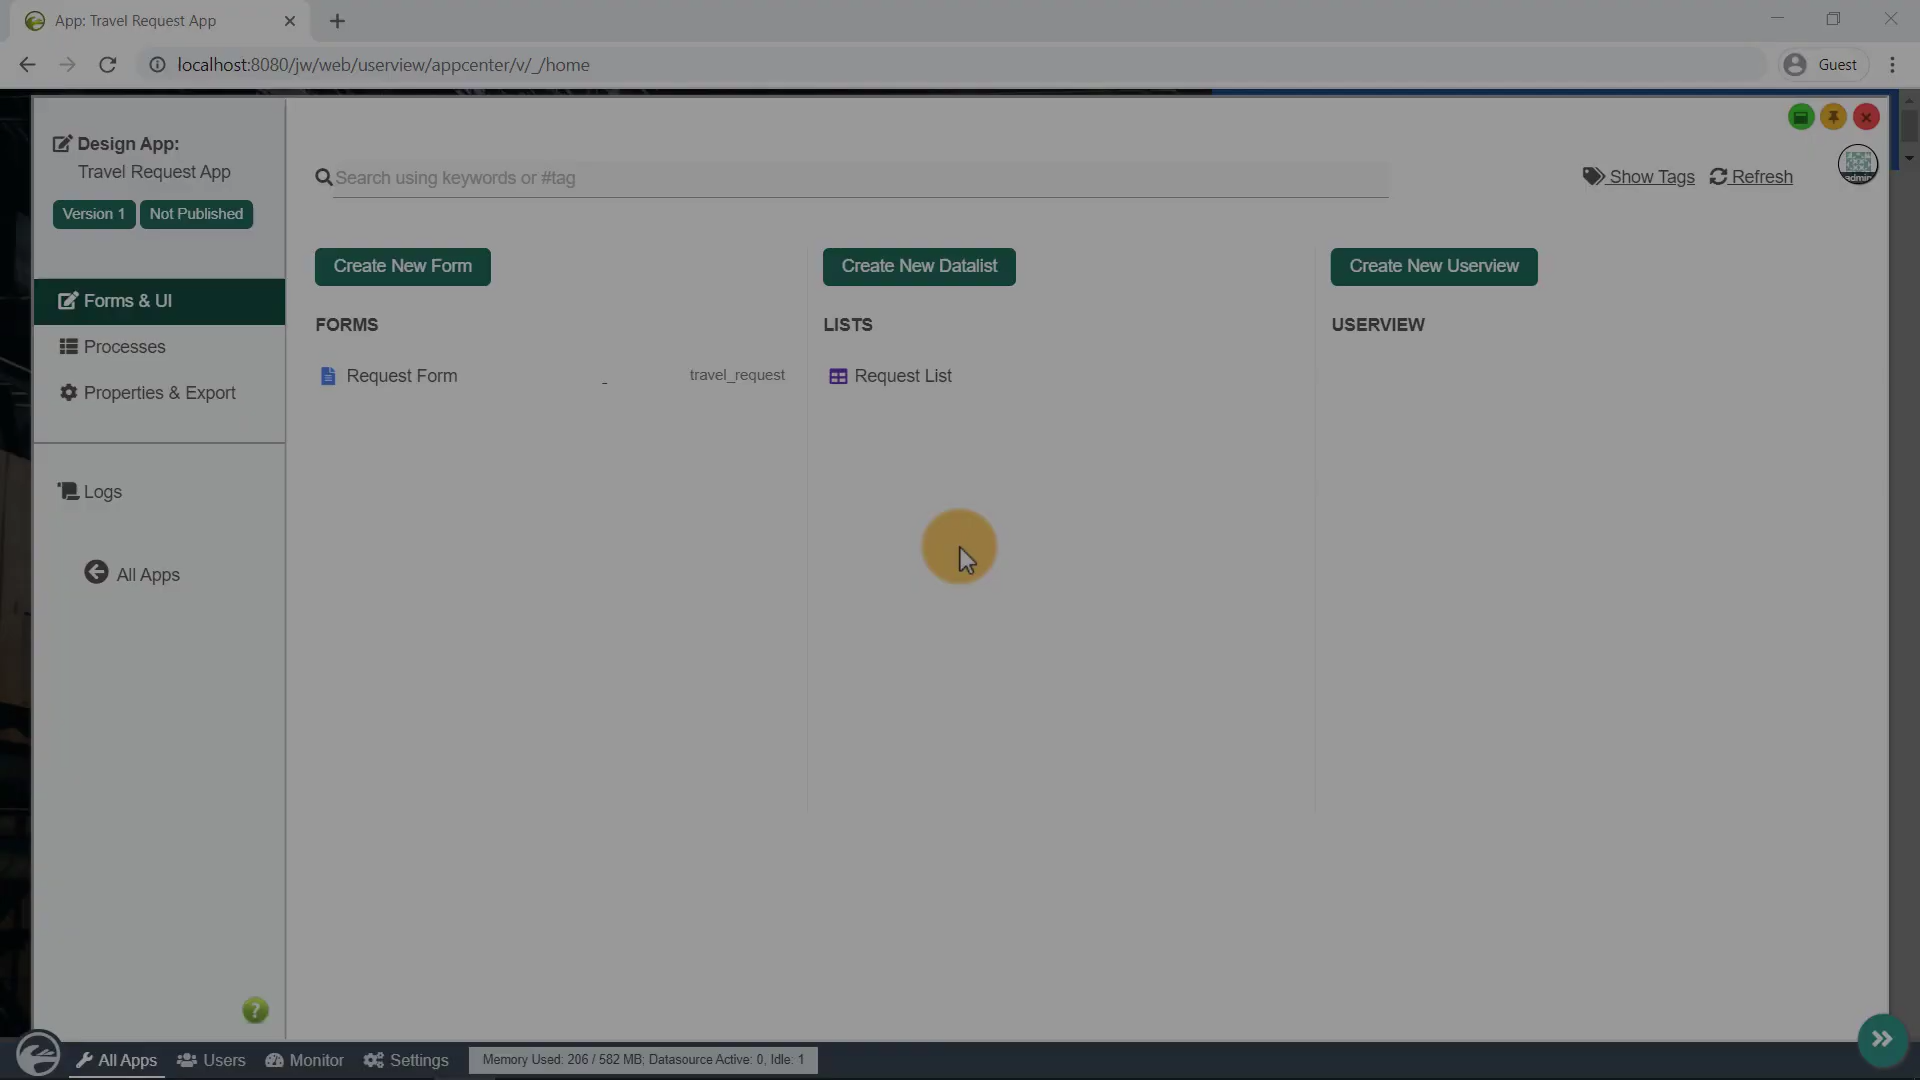 App: Travel Request App
localhost:8080/jw/web/userview/appcenter/v/_/home
Guest
Design App:
Travel Request App
Version 1
Not Published
Forms & UI
Processes
Properties & Export
Logs
All Apps
Search using keywords or #tag
Show Tags
Refresh
admin
Create New Form
FORMS
Request Form
-
travel_request
Create New Datalist
LISTS
Request List
Create New Userview
USERVIEW
?
All Apps
Users
Monitor
Settings
Memory Used: 206 / 582 MB; Datasource Active: 0, Idle: 1